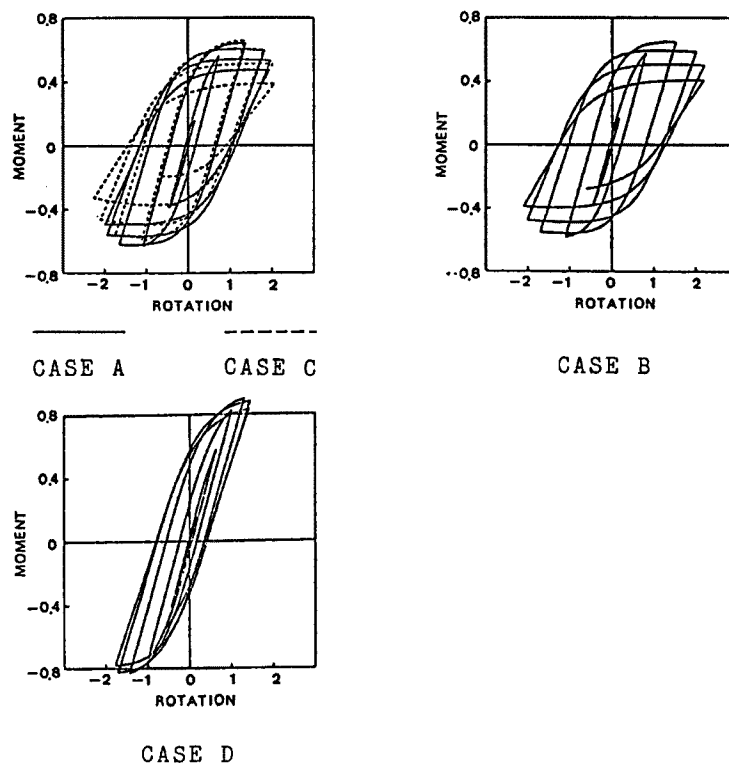 0,8
0,4
0
−0,4
−0,8
MOMENT
−2 −1 0 1 2
ROTATION
CASE A
CASE C
0,8
0,4
0
−0.4
−0,8
MOMENT
−2 −1 0 1 2
ROTATION
CASE B
0,8
0,4
0
−0,4
−0,8
MOMENT
−2 −1 0 1 2
ROTATION
CASE D